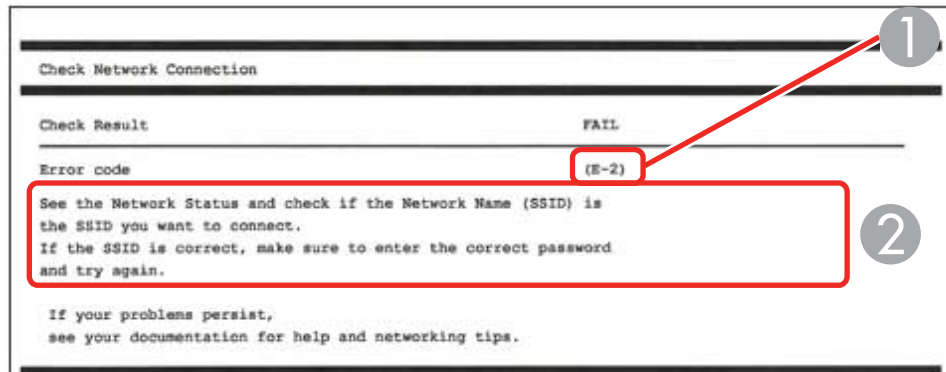 1
Check Network Connection
Check Result FAIL
Error code (E-2)
See the Network Status and check if the Network Name (SSID) is
the SSID you want to connect.
If the SSID is correct, make sure to enter the correct password
and try again.
2
If your problems persist,
see your documentation for help and networking tips.